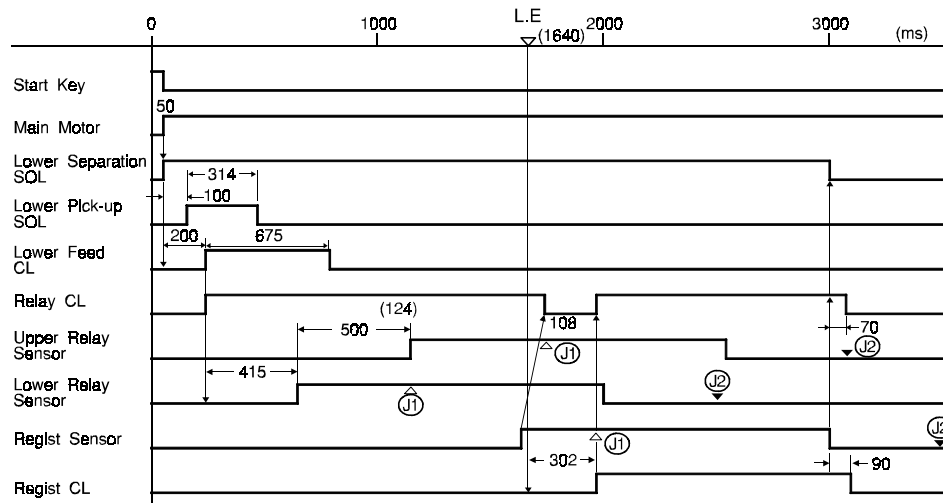 L.E
0 1000 (1640) 2000 3000 (ms)
Start Key
50
Main Motor
Lower Separation
SOL
314
100
Lower Pick-up
SOL
200 675
Lower Feed
CL
Relay CL
(124)
108
500
70
Upper Relay
Sensor
J1
J2
415
Lower Relay
Sensor
J1
J2
Regist Sensor
J1
J2
302
90
Regist CL